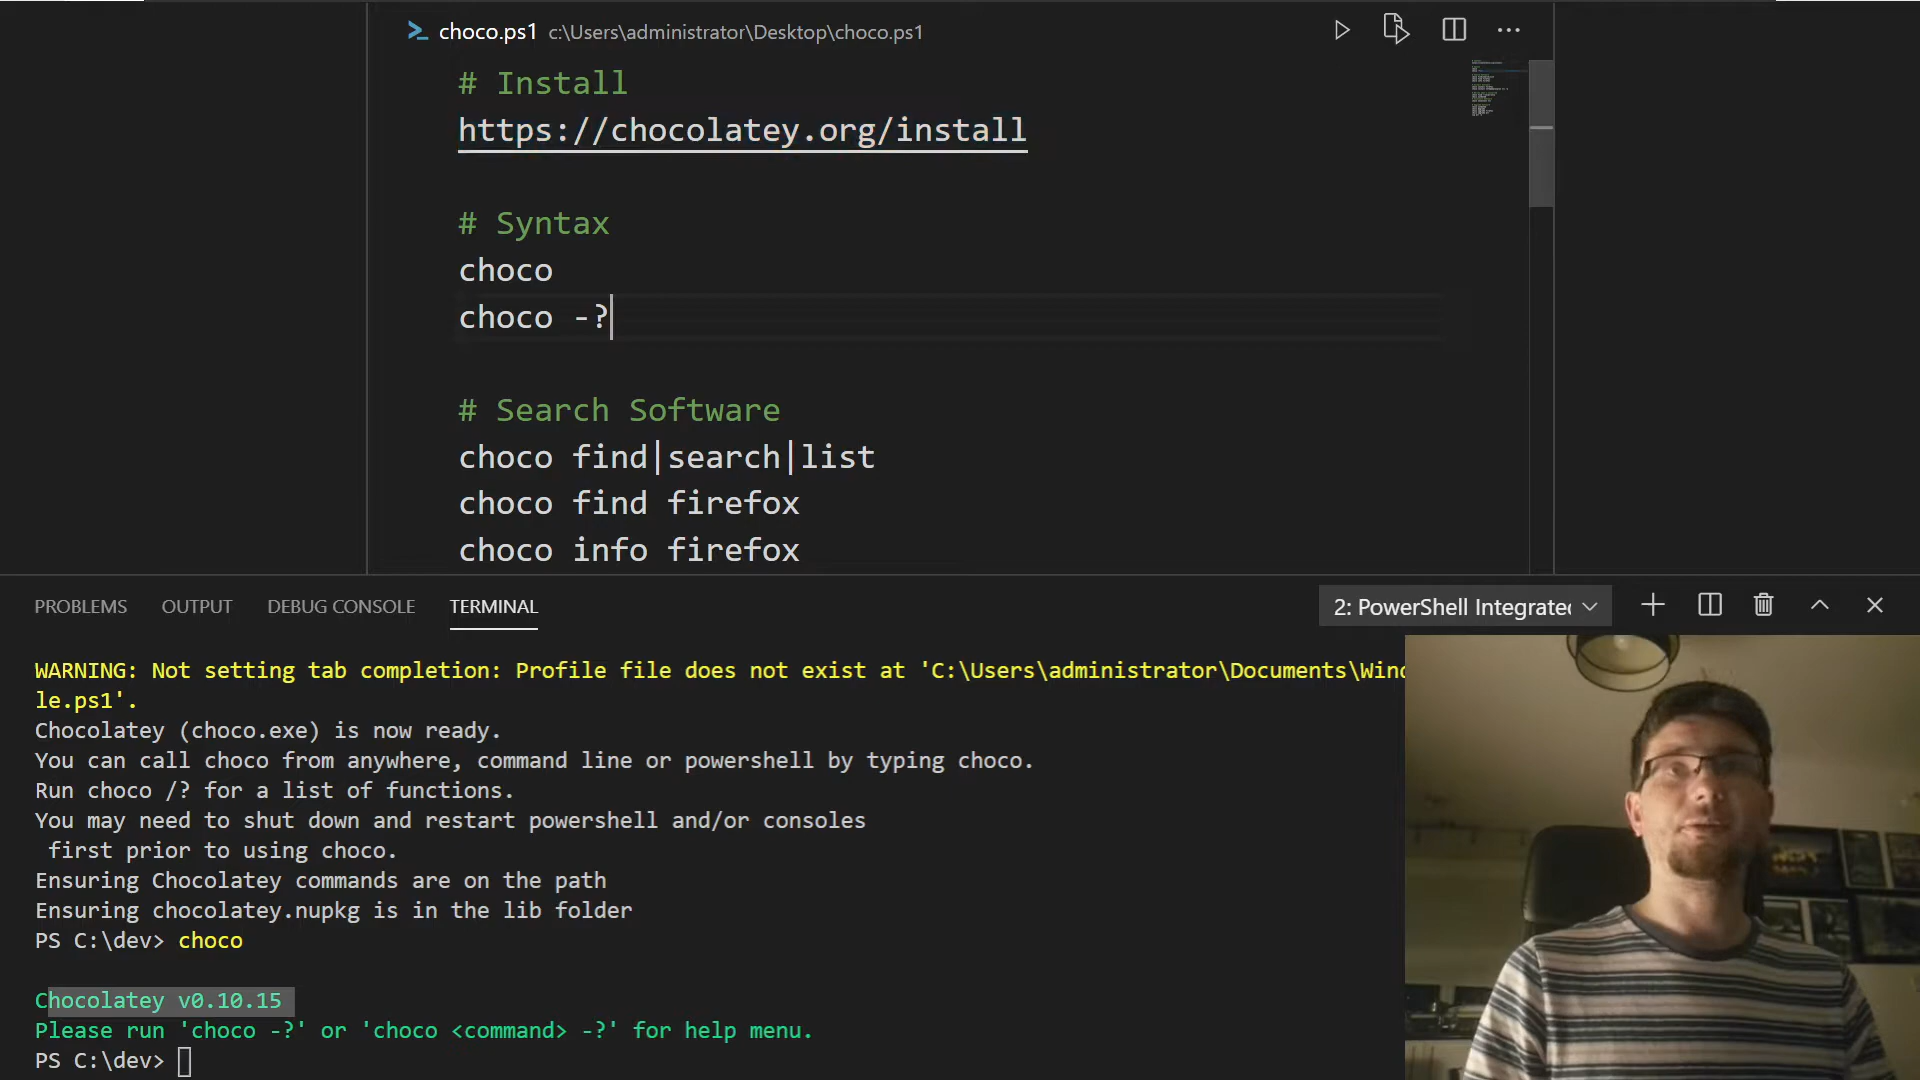 choco.ps1 c:\Users\administrator\Desktop\choco.ps1
# Install
https://chocolatey.org/install
# Syntax
choco
choco -?
# Search Software
choco find|search|list
choco find firefox
choco info firefox
PROBLEMS OUTPUT DEBUG CONSOLE TERMINAL 2: PowerShell Integrated
WARNING: Not setting tab completion: Profile file does not exist at 'C:\Users\administrator\Documents\Wind
le.ps1'.
Chocolatey (choco.exe) is now ready.
You can call choco from anywhere, command line or powershell by typing choco.
Run choco /? for a list of functions.
You may need to shut down and restart powershell and/or consoles
first prior to using choco.
Ensuring Chocolatey commands are on the path
Ensuring chocolatey.nupkg is in the lib folder
PS C:\dev> choco
Chocolatey v0.10.15
Please run 'choco -?' or 'choco <command> -?' for help menu.
PS C:\dev>